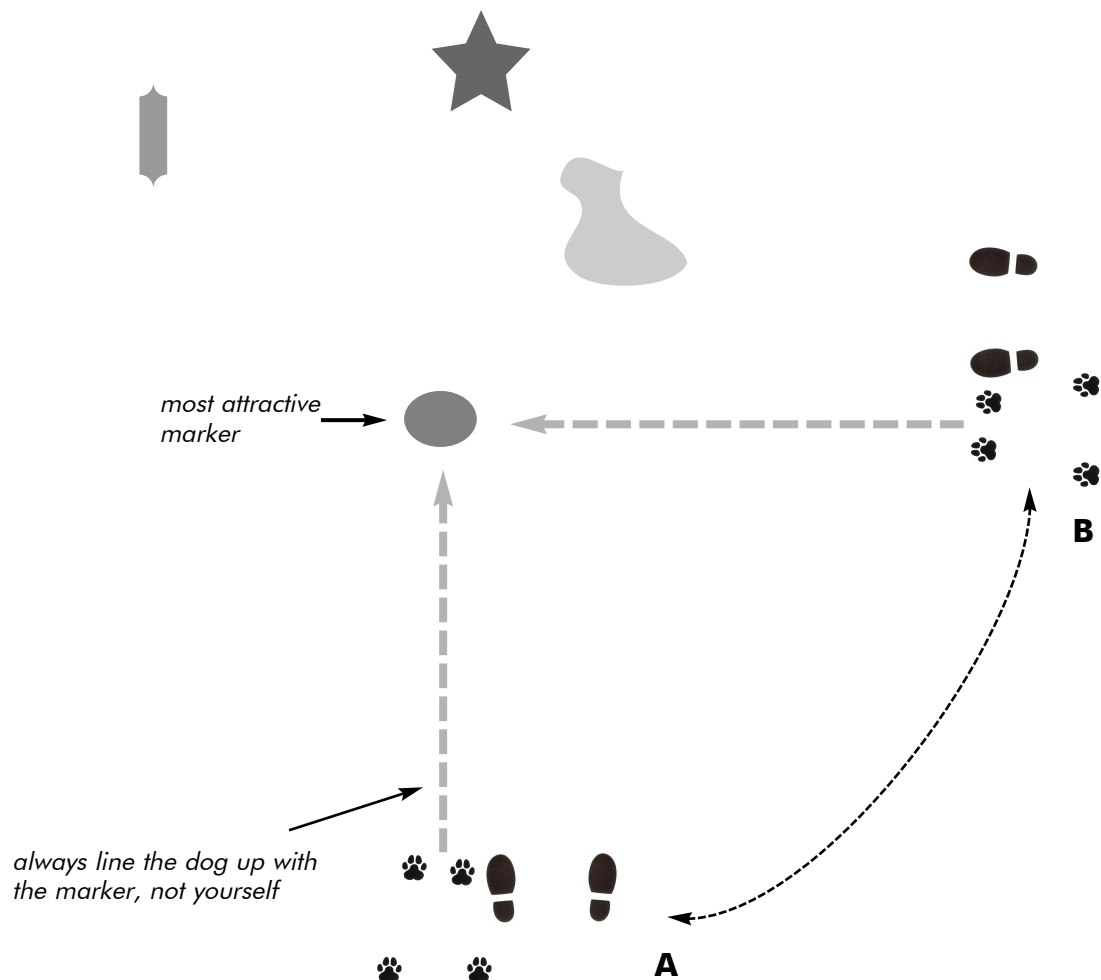 most attractive
marker
B
always line the dog up with
the marker, not yourself
A